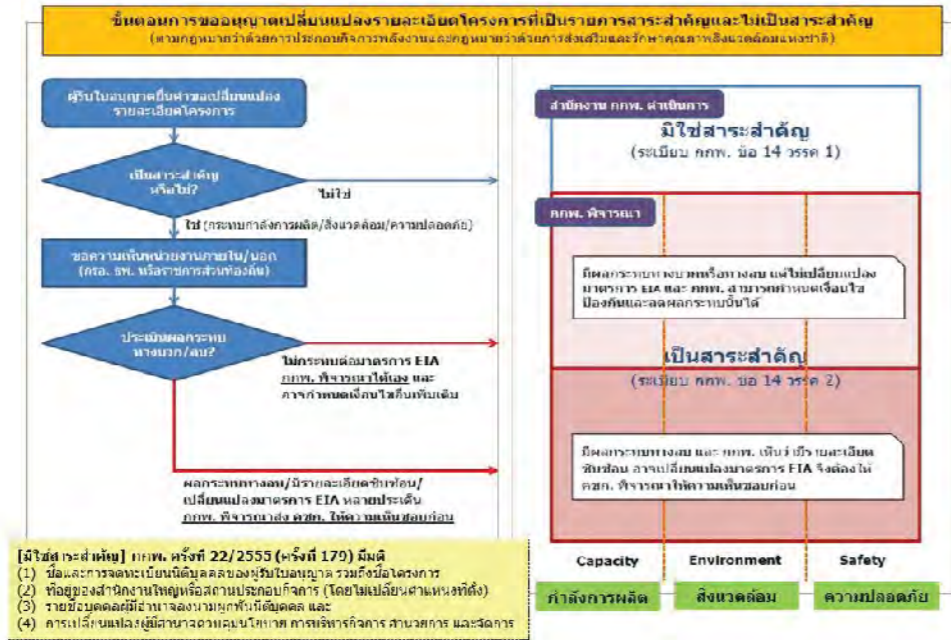 ขั้นตอนการขออนุญาตเปลี่ยนแปลงรายละเอียดโครงการที่เป็นรายการสาระสำคัญและไม่เป็นสาระสำคัญ
(ตามกฎหมายว่าด้วยการประกอบกิจการพลังงานและกฎหมายว่าด้วยการส่งเสริมและรักษาคุณภาพสิ่งแวดล้อมแห่งชาติ)
ผู้รับใบอนุญาตยื่นคำขอเปลี่ยนแปลง
รายละเอียดโครงการ
เป็นสาระสำคัญ
หรือไม่?
ไม่ใช่
ใช่ (กระทบกำลังการผลิต/สิ่งแวดล้อม/ความปลอดภัย)
ขอความเห็นหน่วยงานภายใน/นอก
(กรอ. ธพ. หรือราชการส่วนท้องถิ่น)
ประเมินผลกระทบ
ทางบวก/ลบ?
ไม่กระทบต่อมาตรการ EIA
กกพ. พิจารณาได้เอง และ
การกำหนดเงื่อนไขอื่นเพิ่มเติม
ผลกระทบทางลบ/มีรายละเอียดซับซ้อน/
เปลี่ยนแปลงมาตรการ EIA หลายประเด็น
กกพ. พิจารณาส่ง คชก. ให้ความเห็นชอบก่อน
สำนักงาน กกพ. ดำเนินการ
มิใช่สาระสำคัญ
(ระเบียบ กกพ. ข้อ 14 วรรค 1)
กกพ. พิจารณา
มีผลกระทบทางบวกหรือทางลบ แต่ไม่เปลี่ยนแปลง
มาตรการ EIA และ กกพ. สามารถกำหนดเงื่อนไข
ป้องกันและลดผลกระทบนั้นได้
เป็นสาระสำคัญ
(ระเบียบ กกพ. ข้อ 14 วรรค 2)
มีผลกระทบทางลบ และ กกพ. เห็นว่ามีรายละเอียด
ซับซ้อน อาจเปลี่ยนแปลงมาตรการ EIA จึงต้องให้
คชก. พิจารณาให้ความเห็นชอบก่อน
Capacity Environment Safety
กำลังการผลิต สิ่งแวดล้อม ความปลอดภัย
[มิใช่สาระสำคัญ] กกพ. ครั้งที่ 22/2555 (ครั้งที่ 179) มีมติ
(1) ชื่อและการจดทะเบียนนิติบุคคลของผู้รับใบอนุญาต รวมถึงชื่อโครงการ
(2) ที่อยู่ของสำนักงานใหญ่หรือสถานประกอบกิจการ (โดยไม่เปลี่ยนตำแหน่งที่ตั้ง)
(3) รายชื่อบุคคลผู้มีอำนาจลงนามผูกพันนิติบุคคล และ
(4) การเปลี่ยนแปลงผู้มีอำนาจควบคุมนโยบาย การบริหารกิจการ อำนวยการ และจัดการ